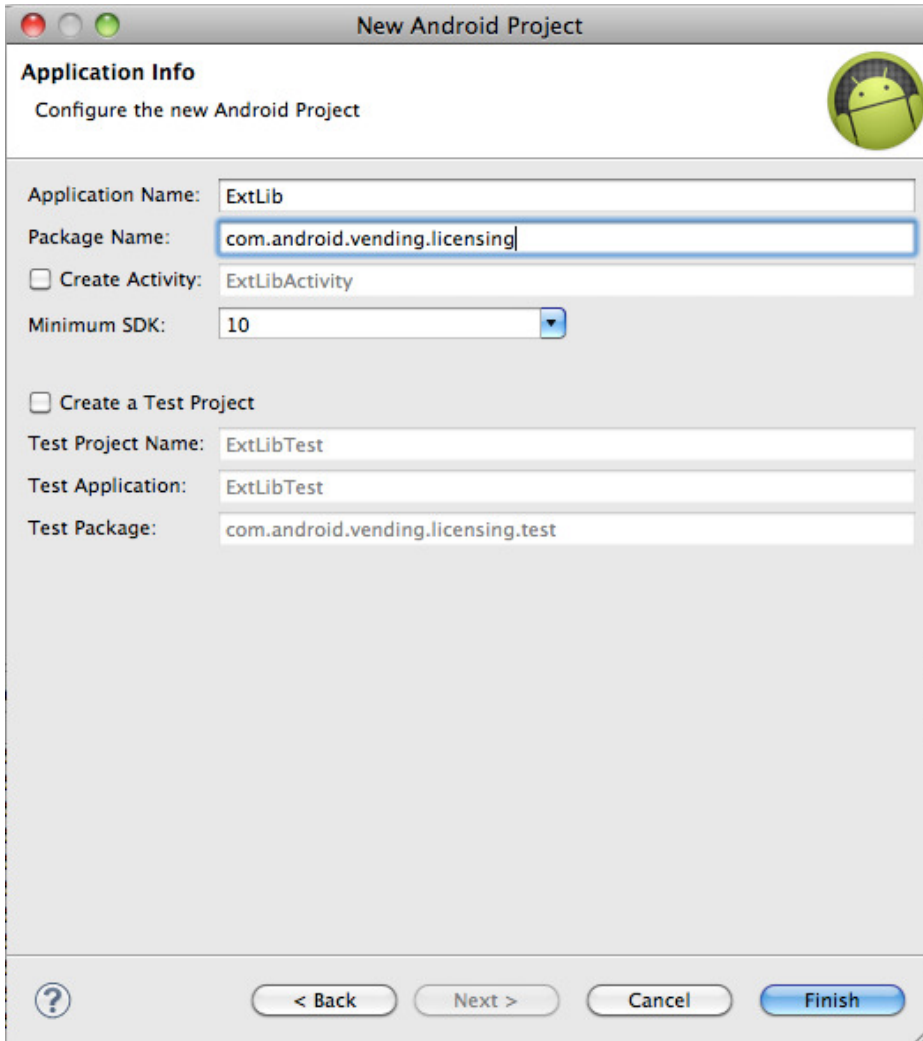 New Android Project
Application Info
Configure the new Android Project
Application Name: ExtLib
Package Name: com.android.vending.licensing
Create Activity: ExtLibActivity
Minimum SDK: 10
Create a Test Project
Test Project Name: ExtLibTest
Test Application: ExtLibTest
Test Package: com.android.vending.licensing.test
? < Back Next > Cancel Finish